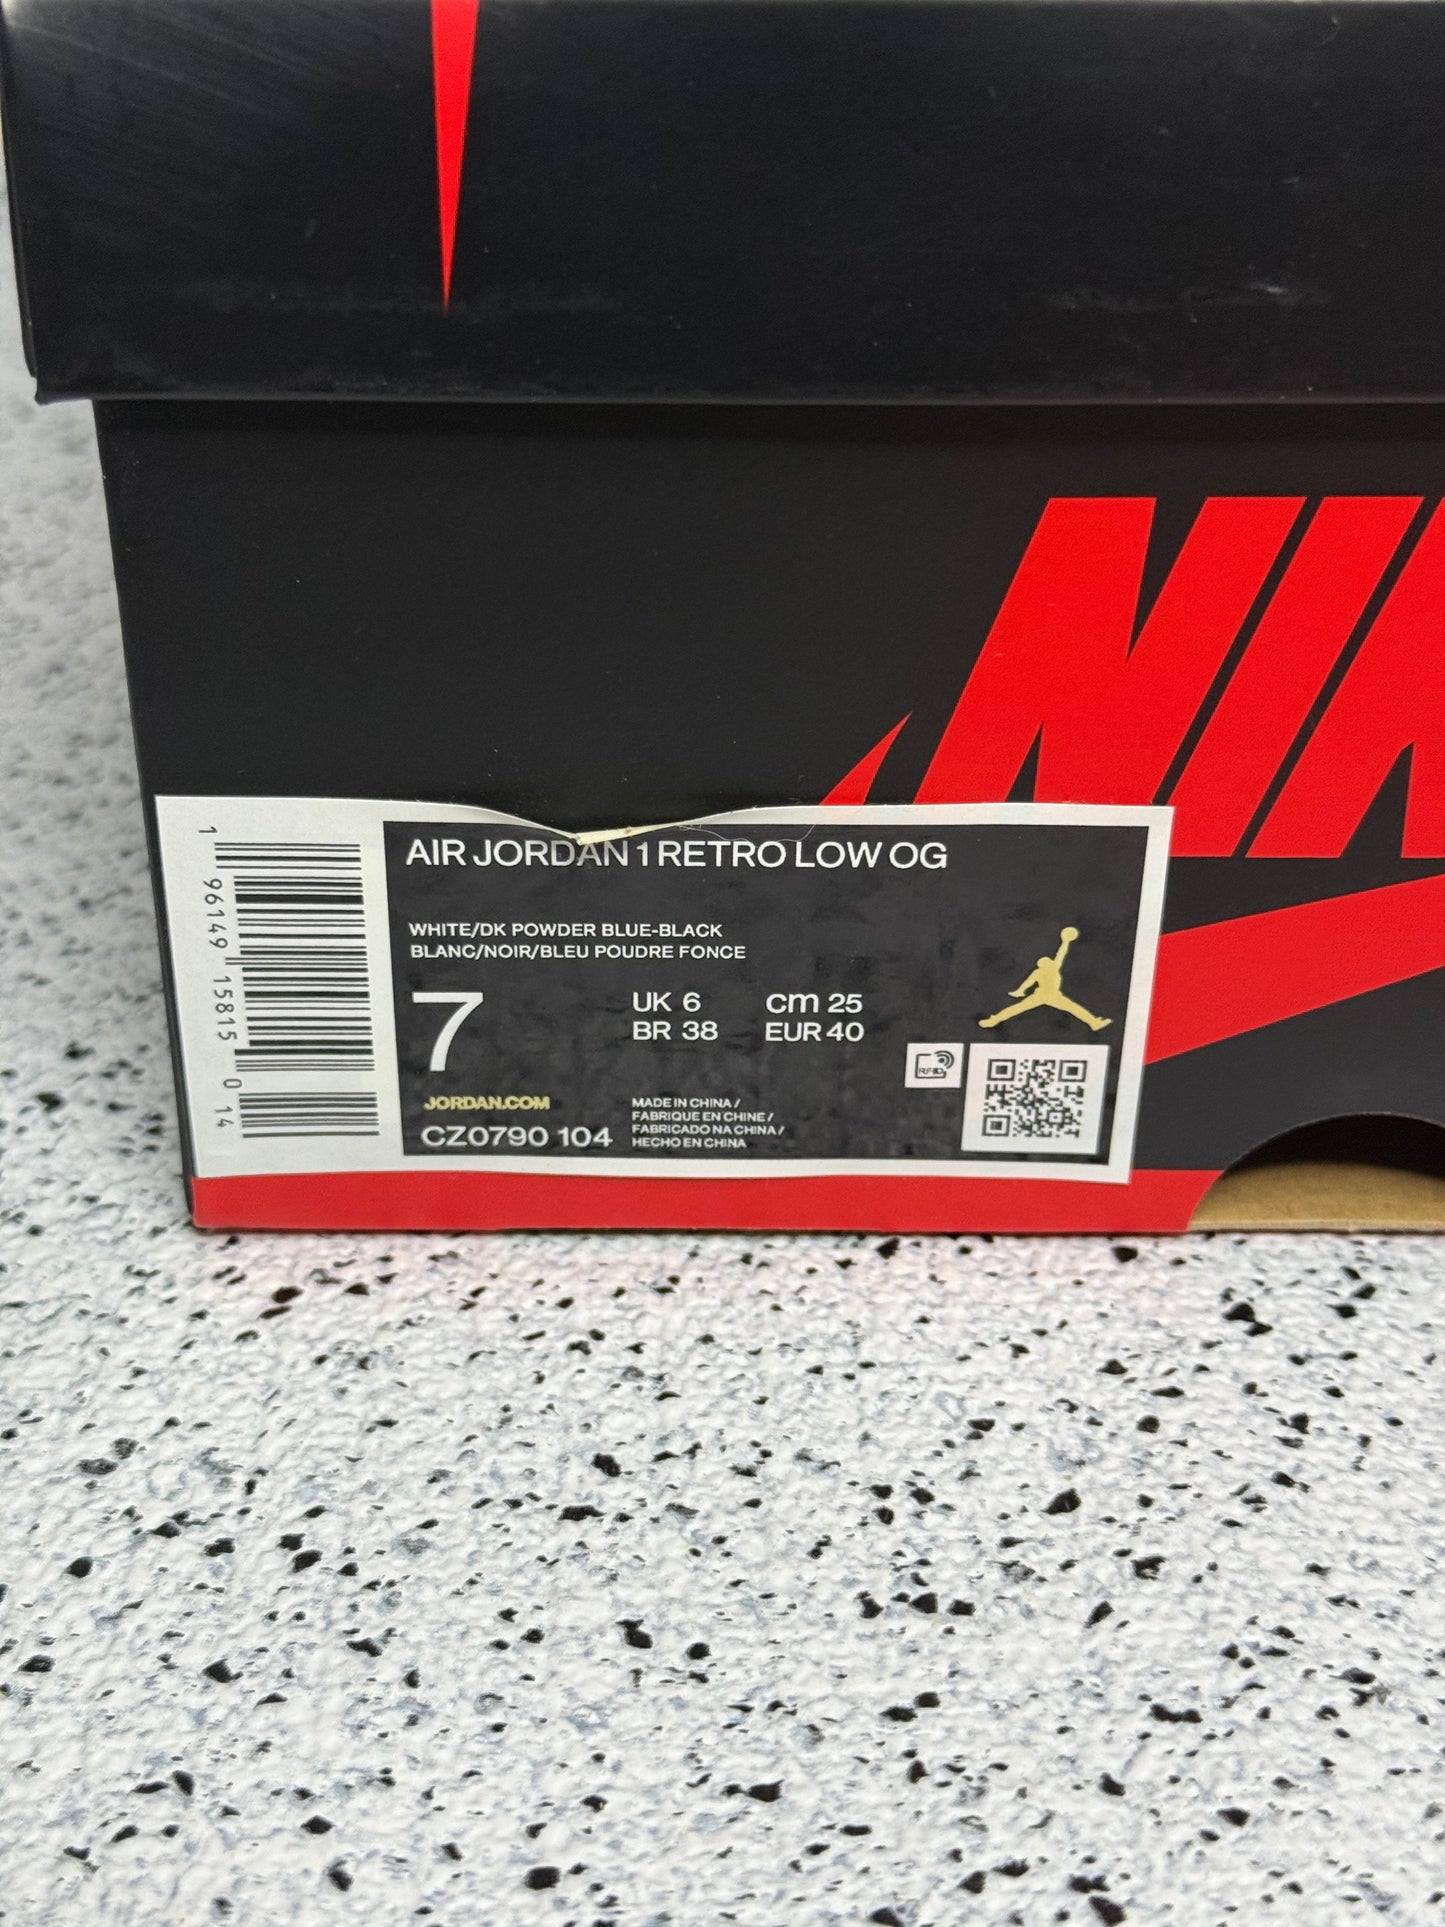 NIK
AIR JORDAN 1 RETRO LOW OG
WHITE/DK POWDER BLUE-BLACK
BLANC/NOIR/BLEU POUDRE FONCE
7
UK 6
BR 38
cm 25
EUR 40
RFID
JORDAN.COM
CZ0790 104
MADE IN CHINA /
FABRIQUE EN CHINE /
FABRICADO NA CHINA /
HECHO EN CHINA
1 96149 15815 0 14